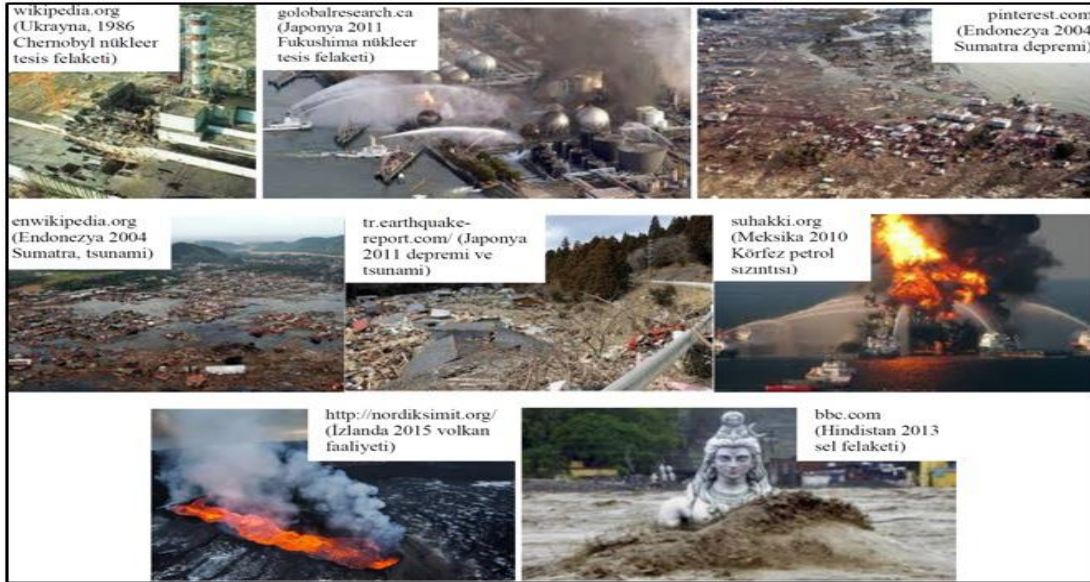 wikipedia.org
(Ukrayna, 1986
Chernobyl nükleer
tesis felaketi)
golobalresearch.ca
(Japonya 2011
Fukushima nükleer
tesis felaketi)
pinterest.com
(Endonezya 2004
Sumatra depremi)
enwikipedia.org
(Endonezya 2004
Sumatra, tsunami)
tr.earthquake-
report.com/ (Japonya
2011 depremi ve
tsunami)
suhakki.org
(Meksika 2010
Körfez petrol
sızıntısı)
http://nordiksimit.org/
(İzlanda 2015 volkan
faaliyeti)
bbc.com
(Hindistan 2013
sel felaketi)